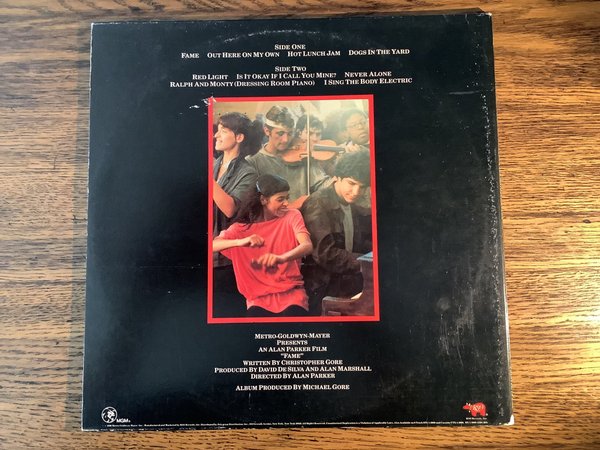 SIDE ONE
FAME OUT HERE ON MY OWN HOT LUNCH JAM DOGS IN THE YARD
SIDE TWO
RED LIGHT IS IT OKAY IF I CALL YOU MINE? NEVER ALONE
RALPH AND MONTY (DRESSING ROOM PIANO) I SING THE BODY ELECTRIC
METRO-GOLDWYN-MAYER
PRESENTS
AN ALAN PARKER FILM
"FAME"
WRITTEN BY CHRISTOPHER GORE
PRODUCED BY DAVID DE SILVA AND ALAN MARSHALL
DIRECTED BY ALAN PARKER
ALBUM PRODUCED BY MICHAEL GORE
MGM